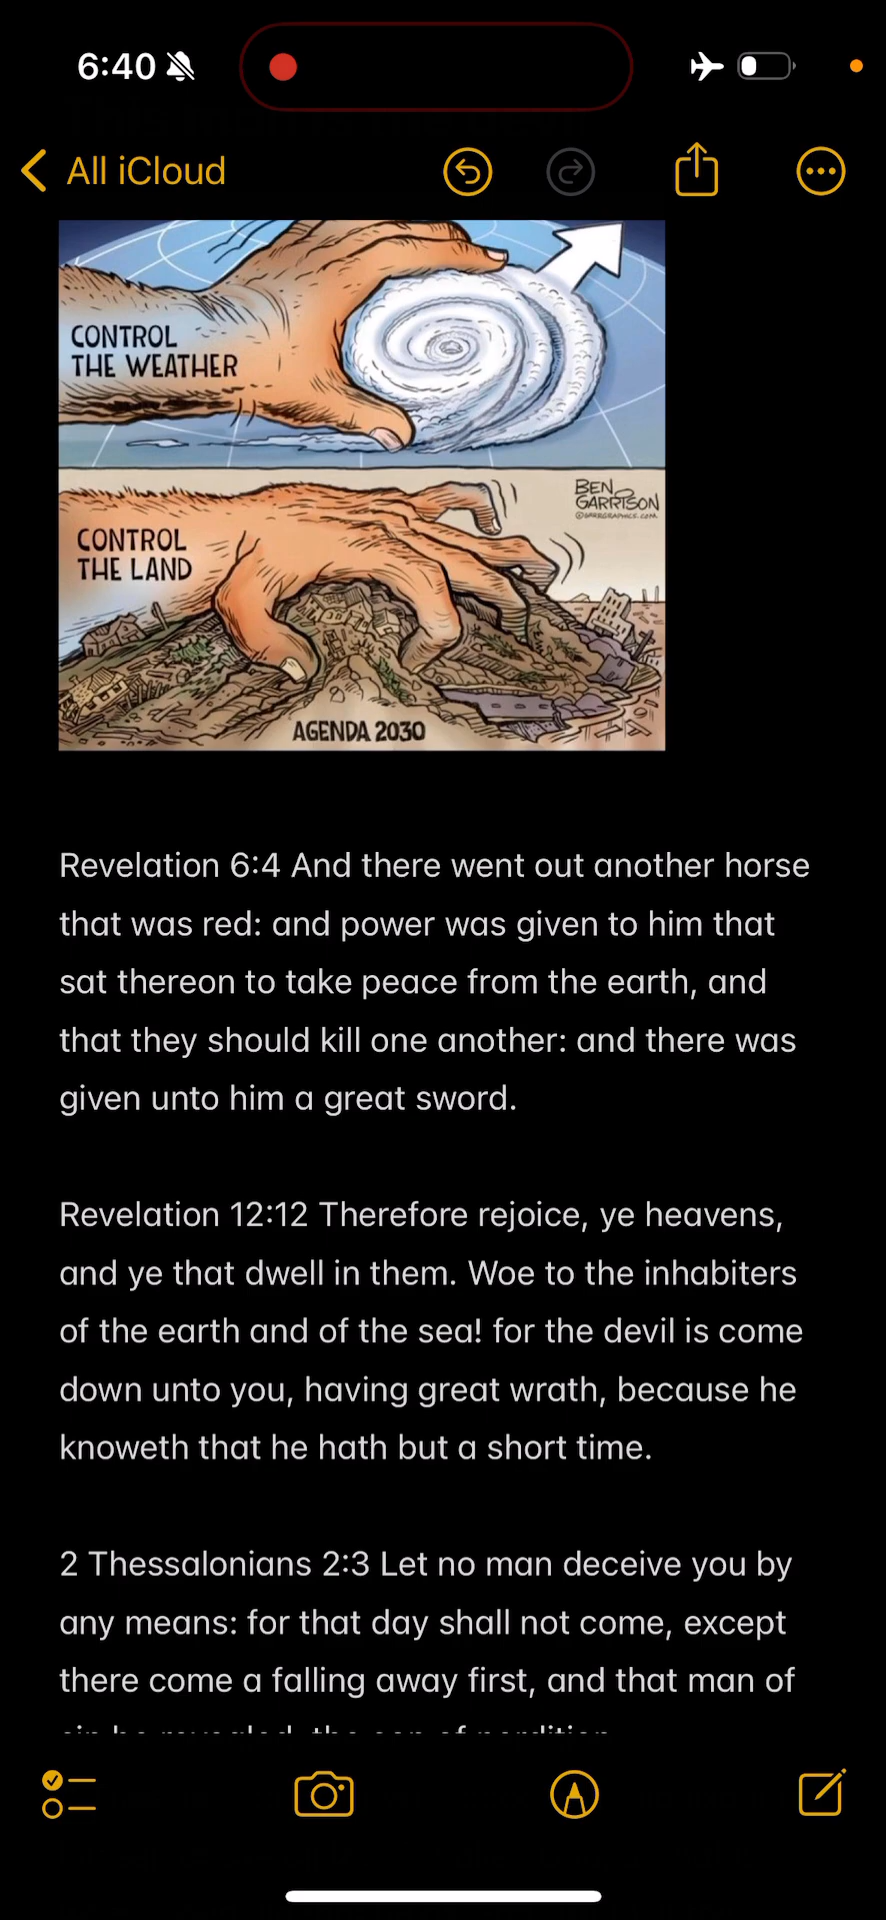 6:40
All iCloud
CONTROL
THE WEATHER
BEN
GARRISON
CONTROL
THE LAND
AGENDA 2030
Revelation 6:4 And there went out another horse
that was red: and power was given to him that
sat thereon to take peace from the earth, and
that they should kill one another: and there was
given unto him a great sword.
Revelation 12:12 Therefore rejoice, ye heavens,
and ye that dwell in them. Woe to the inhabiters
of the earth and of the sea! for the devil is come
down unto you, having great wrath, because he
knoweth that he hath but a short time.
2 Thessalonians 2:3 Let no man deceive you by
any means: for that day shall not come, except
there come a falling away first, and that man of